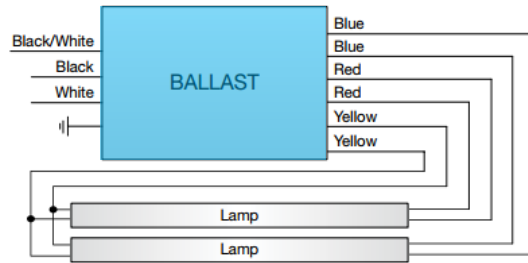 Black/White
Black
White
BALLAST
Blue
Blue
Red
Red
Yellow
Yellow
Lamp
Lamp